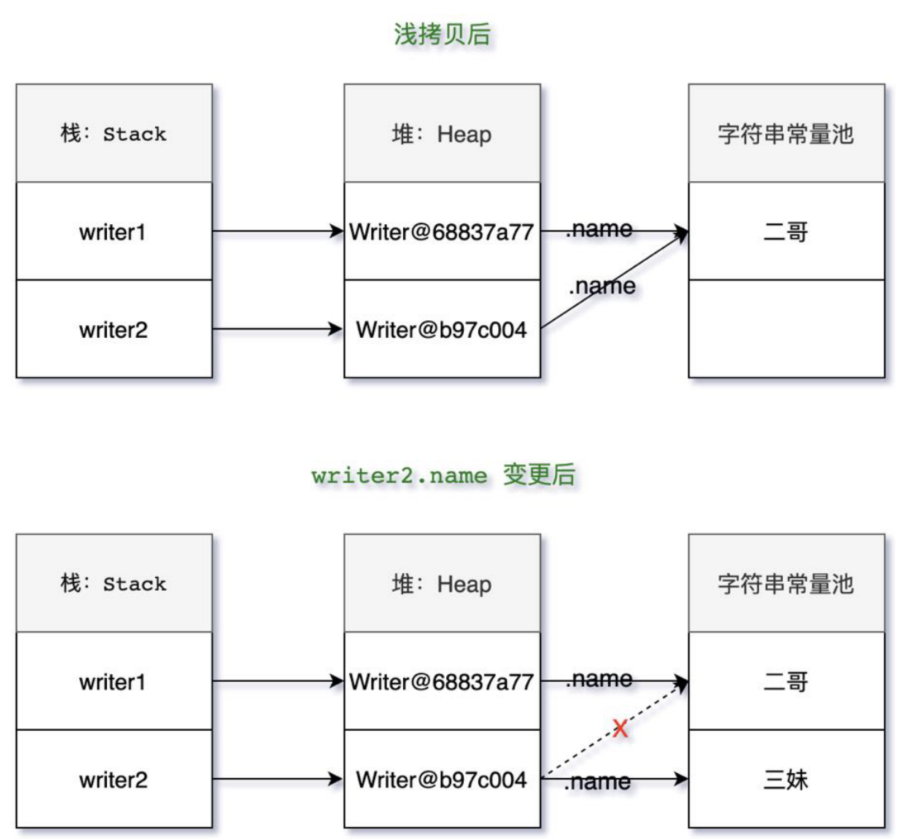 浅拷贝后
栈：Stack
堆：Heap
字符串常量池
writer1
Writer@68837a77
.name
二哥
.name
writer2
Writer@b97c004
writer2.name 变更后
栈：Stack
堆：Heap
字符串常量池
writer1
Writer@68837a77
.name
二哥
X
writer2
Writer@b97c004
.name
三妹